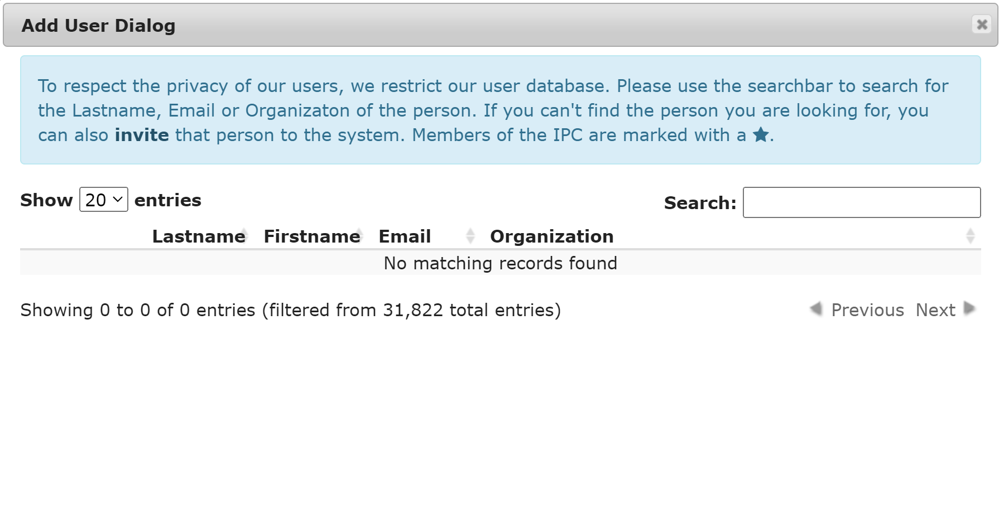 Add User Dialog
To respect the privacy of our users, we restrict our user database. Please use the searchbar to search for
the Lastname, Email or Organizaton of the person. If you can't find the person you are looking for, you
can also invite that person to the system. Members of the IPC are marked with a ★.
Show 20 entries
Search:
Lastname Firstname Email Organization
No matching records found
Showing 0 to 0 of 0 entries (filtered from 31,822 total entries)
Previous Next